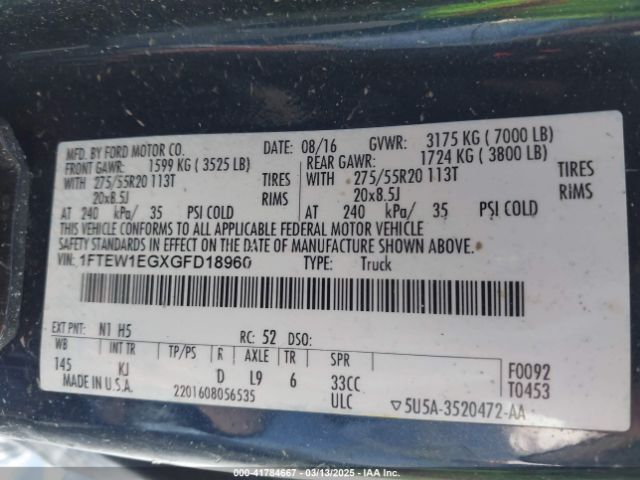 MFD. BY FORD MOTOR CO. DATE: 08/16 GVWR: 3175 KG ( 7000 LB)
FRONT GAWR: 1599 KG ( 3525 LB) REAR GAWR: 1724 KG ( 3800 LB)
WITH 275/55R20 113T TIRES WITH 275/55R20 113T TIRES
20x8.5J RIMS 20x8.5J RIMS
AT 240 kPa/ 35 PSI COLD AT 240 kPa/ 35 PSI COLD
THIS VEHICLE CONFORMS TO ALL APPLICABLE FEDERAL MOTOR VEHICLE
SAFETY STANDARDS IN EFFECT ON THE DATE OF MANUFACTURE SHOWN ABOVE.
VIN: 1FTEW1EGXGFD18960 TYPE: Truck
EXT PNT: N1 H5 RC: 52 DSO:
WB INT TR TP/PS R AXLE TR SPR
145 KJ D L9 6 33CC F0092
MADE IN U.S.A. 2201608056535 ULC T0453
▽5U5A-3520472-AA
000-41784667 - 03/13/2025 - IAAI.COM